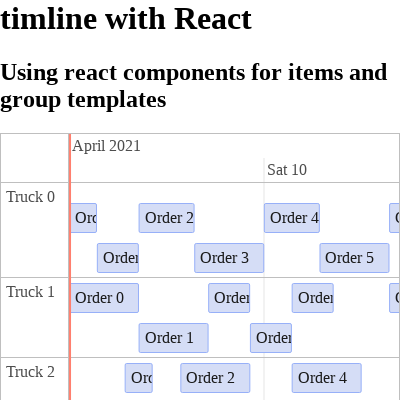 timline with React
Using react components for items and
group templates
April 2021
Sat 10
Truck 0
Order 2
Order 4
Order
Order 3
Order 5
Truck 1
Order 0
Order
Order
Order 1
Order
Truck 2
Order 2
Order 4